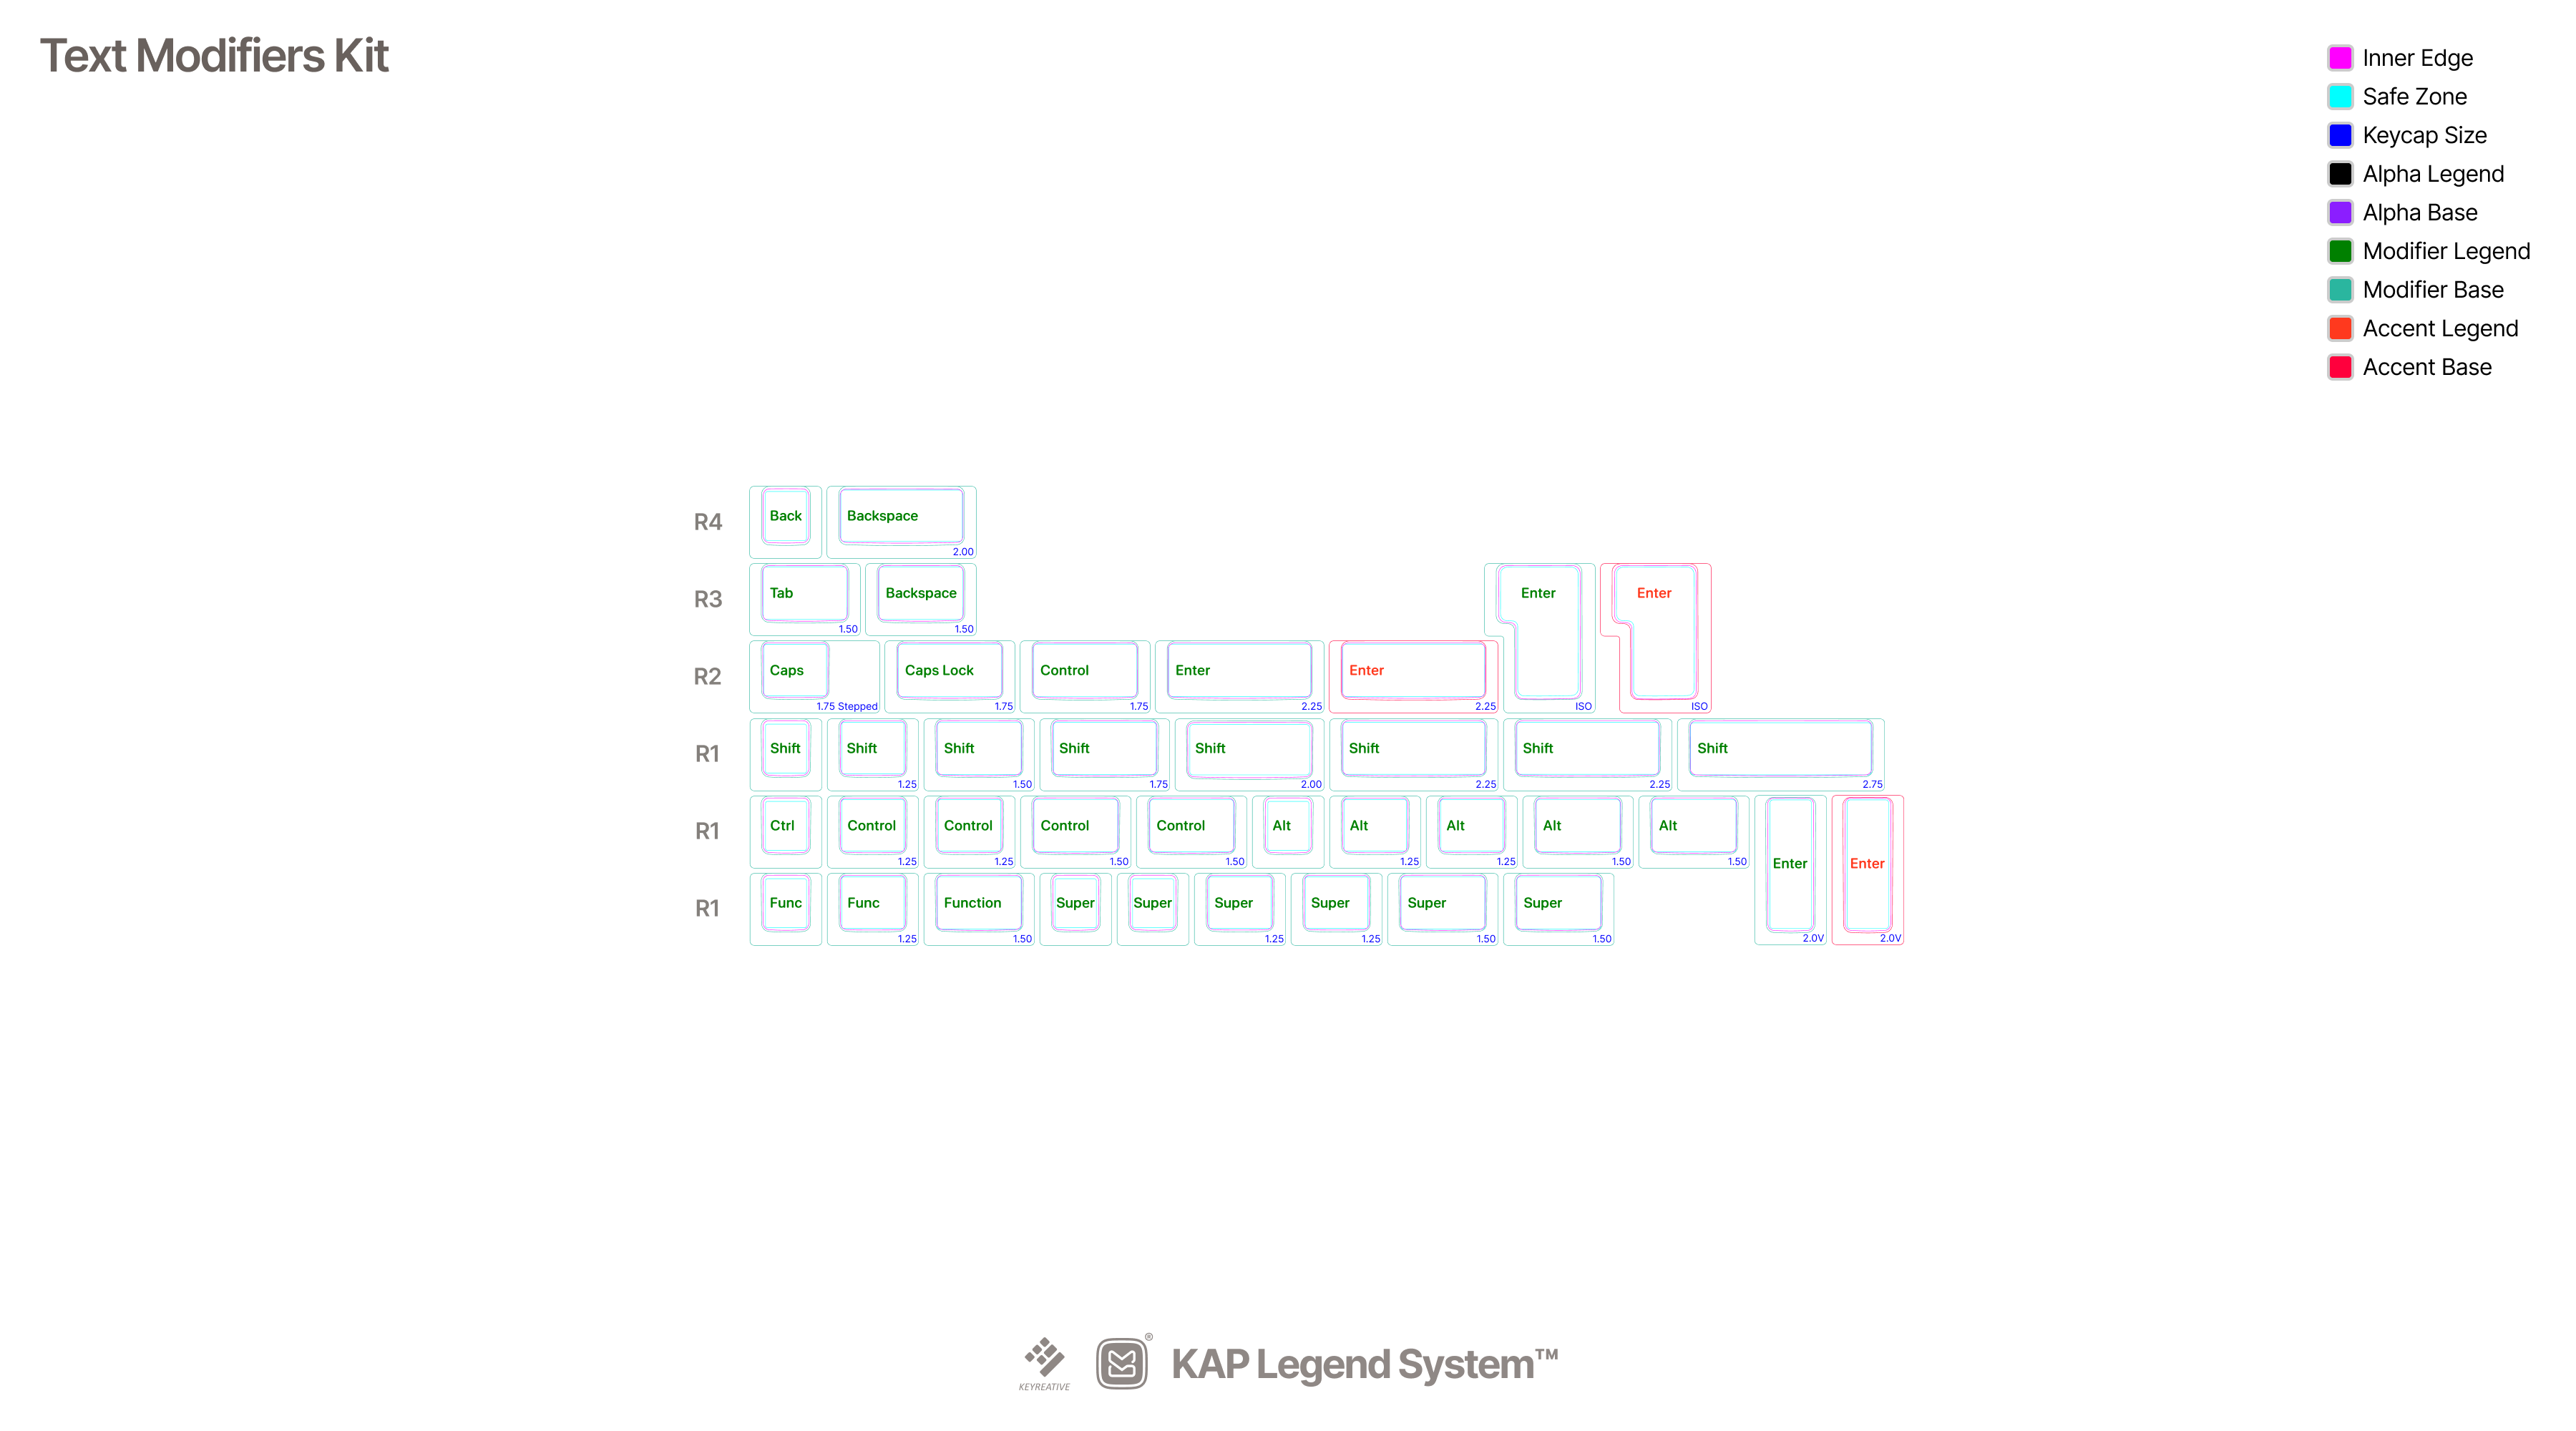 Text Modifiers Kit
Inner Edge
Safe Zone
Keycap Size
Alpha Legend
Alpha Base
Modifier Legend
Modifier Base
Accent Legend
Accent Base
R4
Back
Backspace
2.00
R3
Tab
1.50
Backspace
1.50
Enter
ISO
Enter
ISO
R2
Caps
1.75 Stepped
Caps Lock
1.75
Control
1.75
Enter
2.25
Enter
2.25
R1
Shift
Shift
1.25
Shift
1.50
Shift
1.75
Shift
2.00
Shift
2.25
Shift
2.25
Shift
2.75
R1
Ctrl
Control
1.25
Control
1.25
Control
1.50
Control
1.50
Alt
Alt
1.25
Alt
1.25
Alt
1.50
Alt
1.50
Enter
2.0V
Enter
2.0V
R1
Func
Func
1.25
Function
1.50
Super
Super
Super
1.25
Super
1.25
Super
1.50
Super
1.50
KEYREATIVE
®
KAP Legend System™